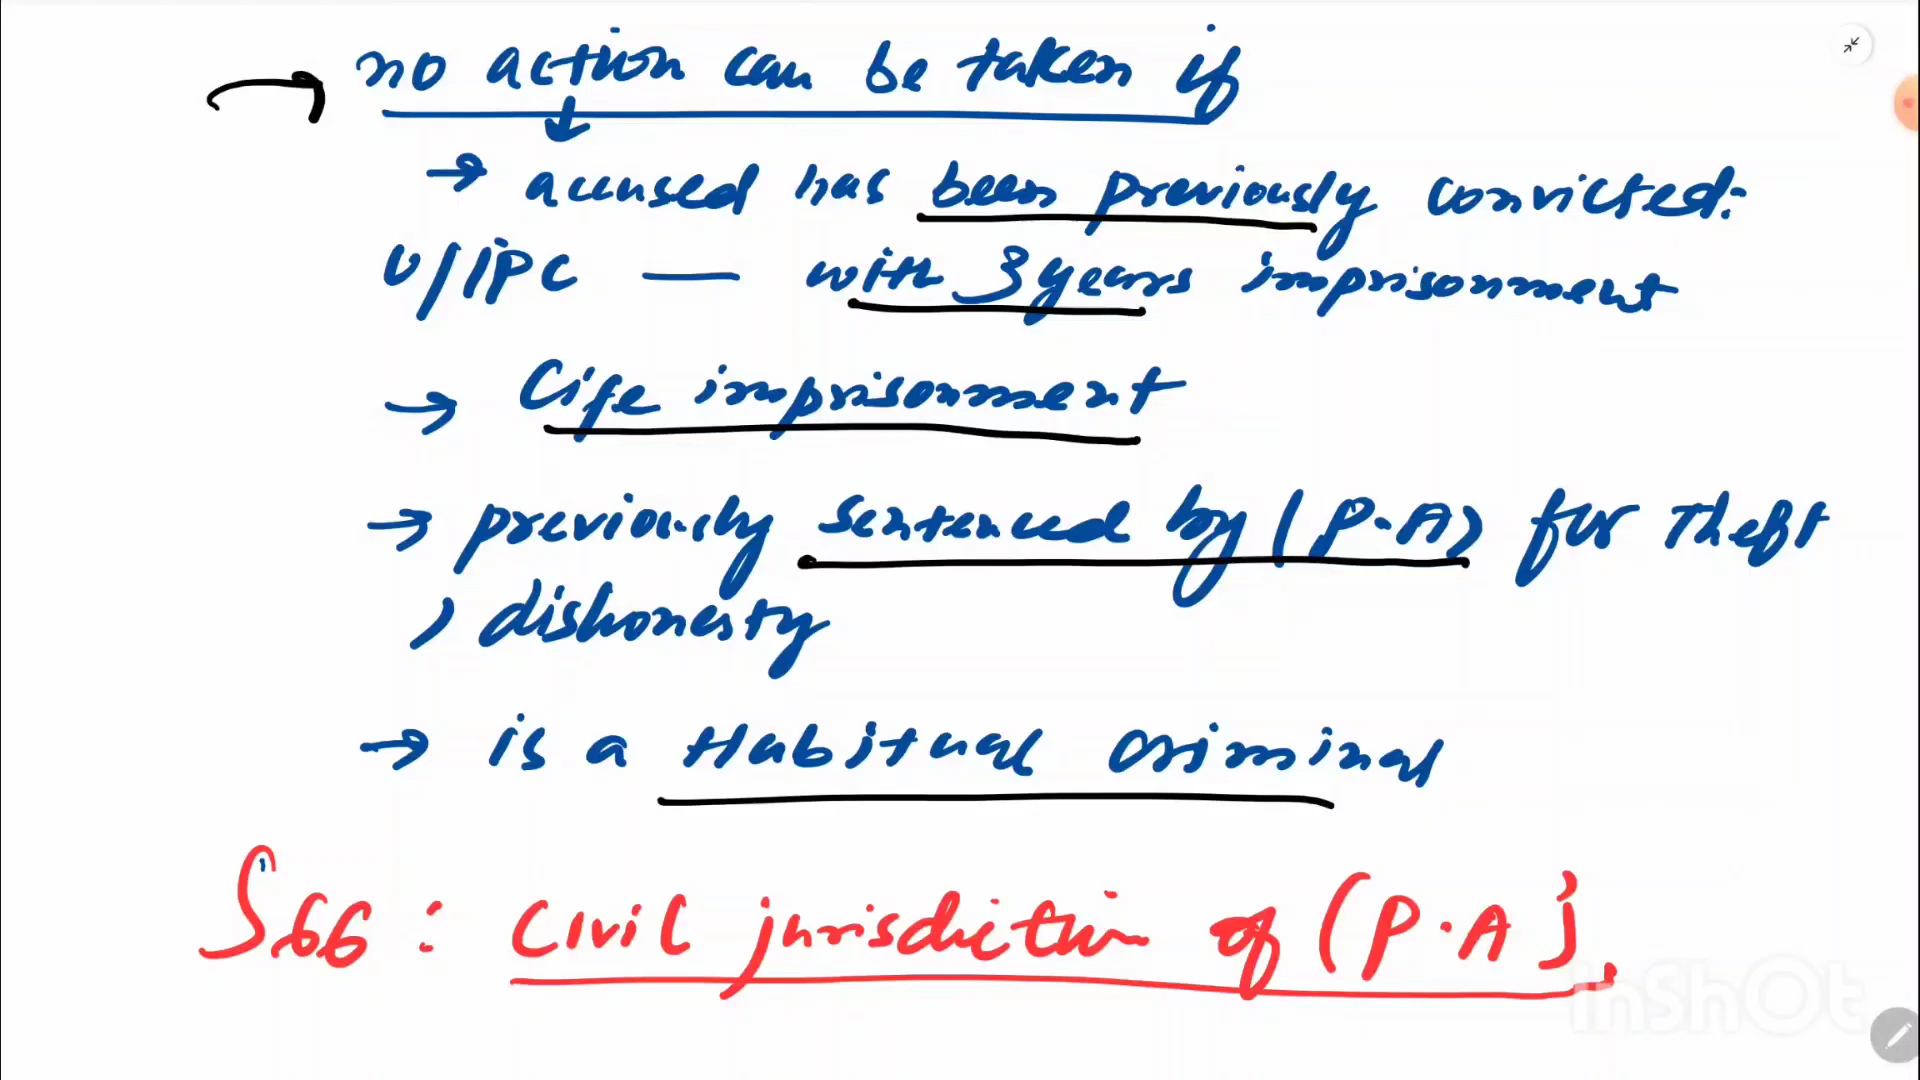 no action can be taken if
→ accused has been previously convicted:
U/IPC — with 3 years imprisonment
→ Life imprisonment
→ previously sentenced by (P.A) for Theft
, dishonesty
→ is a Habitual criminal
S.66 : Civil jurisdiction of (P.A).
InShOt